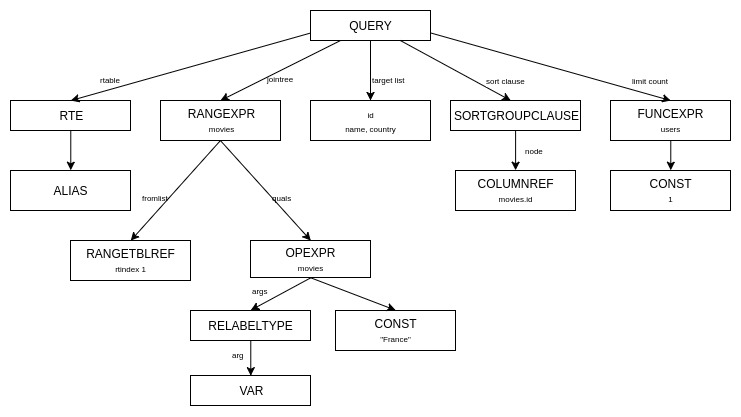 QUERY
rtable
jointree
target list
sort clause
limit count
RTE
RANGEXPR
movies
id
name, country
SORTGROUPCLAUSE
FUNCEXPR
users
node
ALIAS
COLUMNREF
movies.id
CONST
1
fromlist
quals
RANGETBLREF
rtindex 1
OPEXPR
movies
args
RELABELTYPE
CONST
"France"
arg
VAR